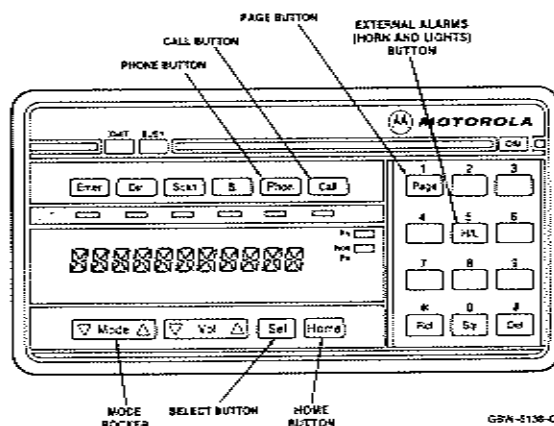 PAGE BUTTON
EXTERNAL ALARMS
(HORN AND LIGHTS)
BUTTON
CALL BUTTON
PHONE BUTTON
MOTOROLA
XMIT BUSY
1 2 3
Scan Phon Call
Page
4 5 6
H/L
7 8 9
Mode Vol Sel Home
* 0 #
Rcl Del
MODE
ROCKER
SELECT BUTTON
HOME
BUTTON